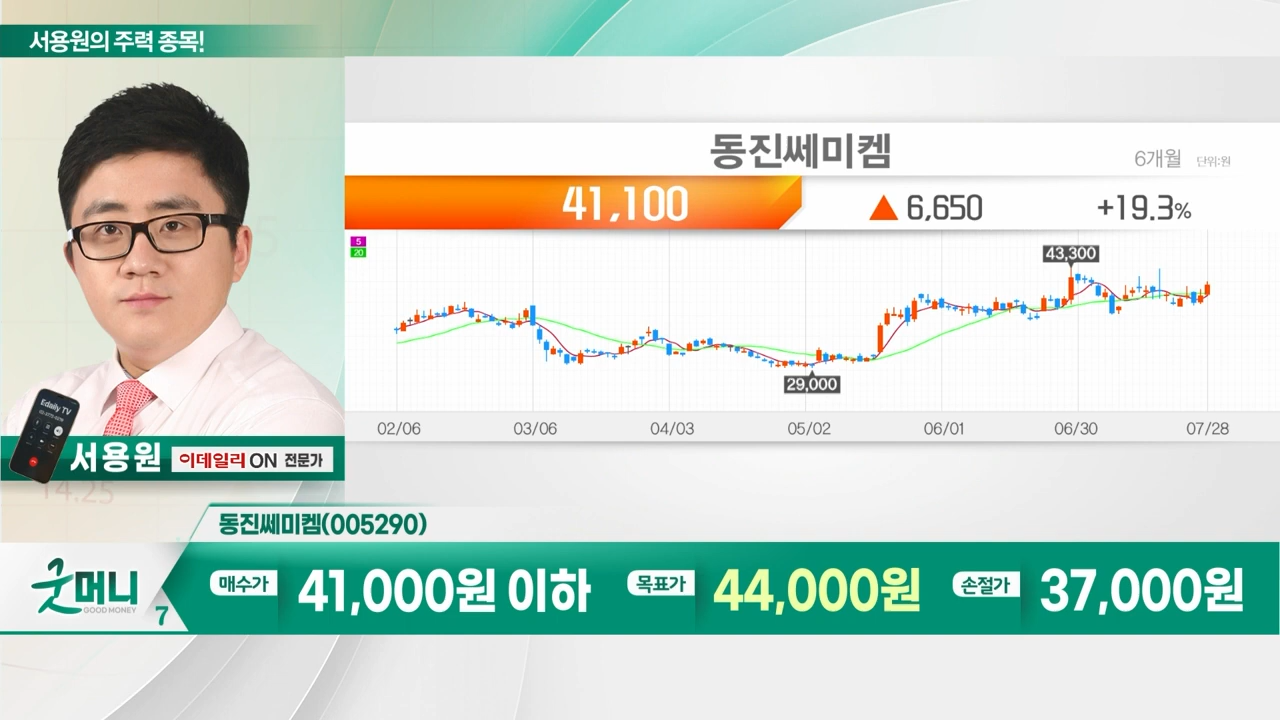 서용원의 주력 종목!
동진쎄미켐
6개월 단위:원
41,100 ▲ 6,650 +19.3%
5
20
43,300
29,000
02/06 03/06 04/03 05/02 06/01 06/30 07/28
Edaily TV
서용원 이데일리 ON 전문가
14.25
동진쎄미켐(005290)
굿머니
GOOD MONEY
7
매수가 41,000원 이하 목표가 44,000원 손절가 37,000원